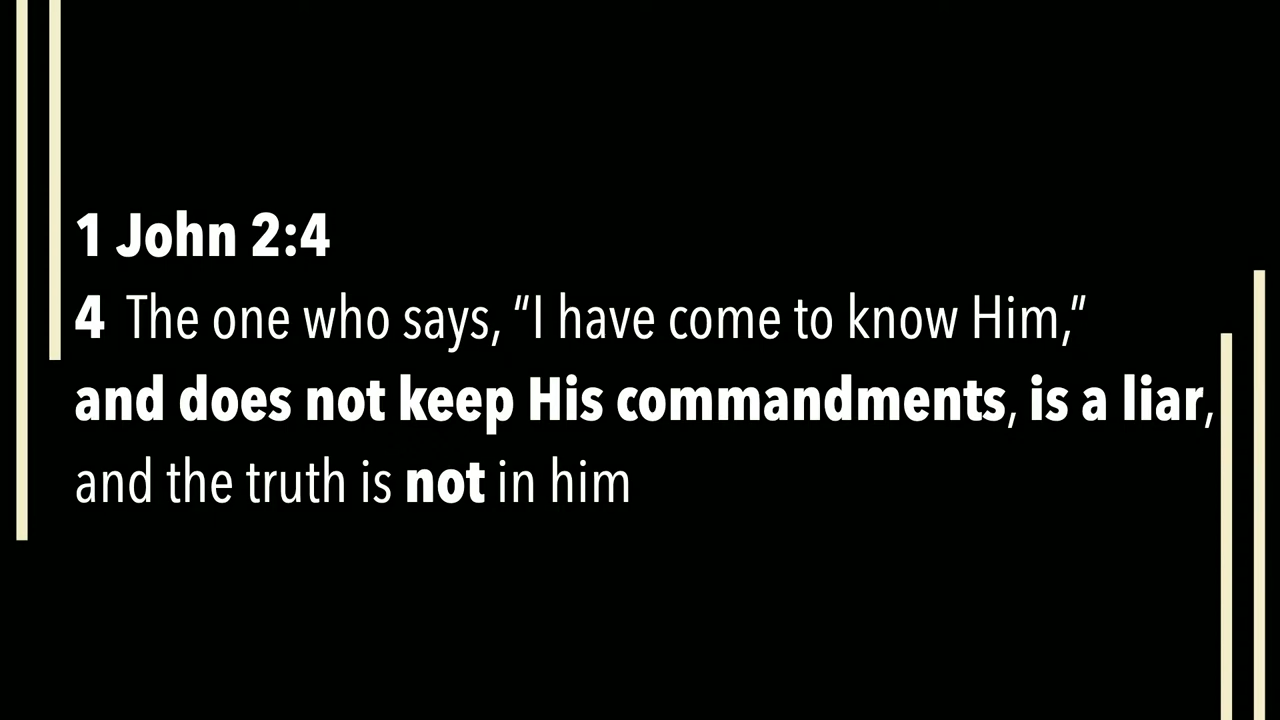 1 John 2:4
4 The one who says, “I have come to know Him,”
and does not keep His commandments, is a liar,
and the truth is not in him